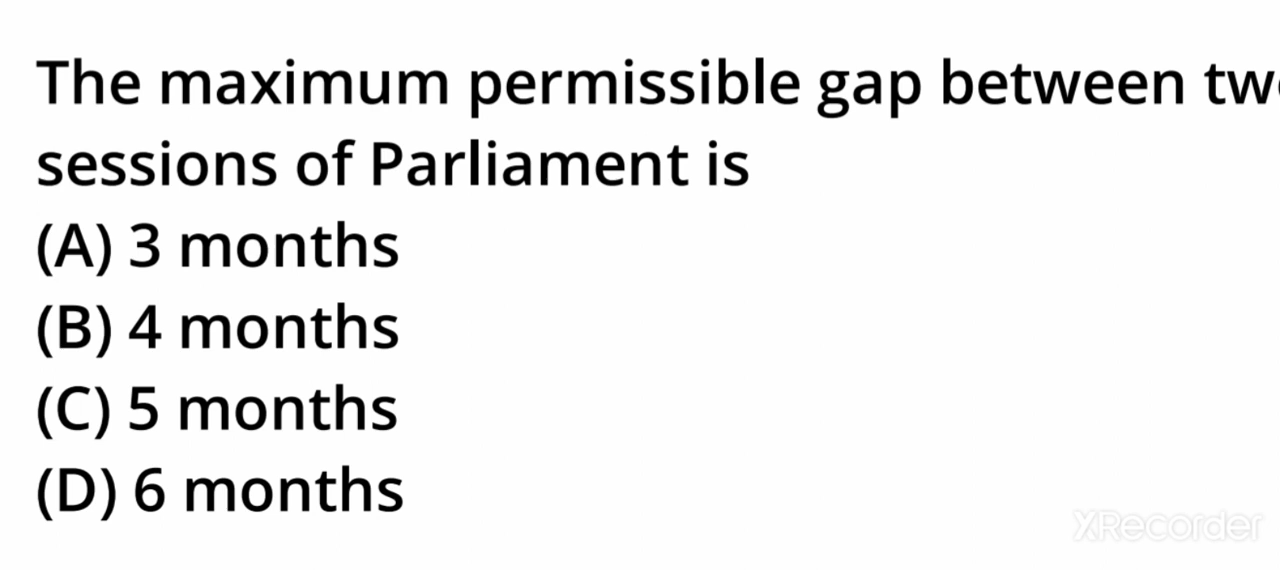 The maximum permissible gap between
sessions of Parliament is
(A) 3 months
(B) 4 months
(C) 5 months
(D) 6 months
XRecorder